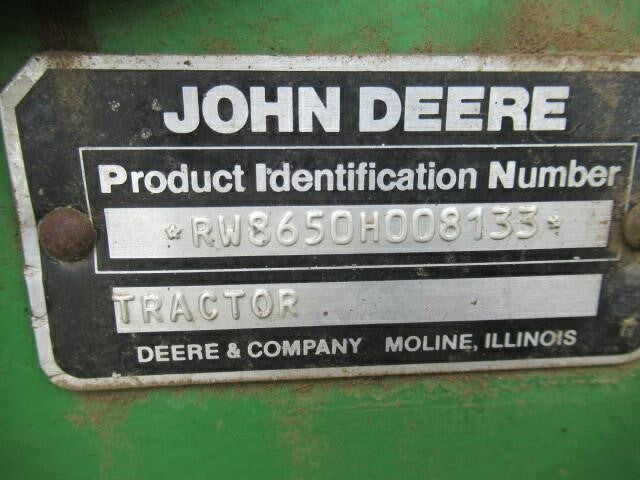 JOHN DEERE
Product Identification Number
*RW8650H008133*
TRACTOR
DEERE & COMPANY MOLINE, ILLINOIS